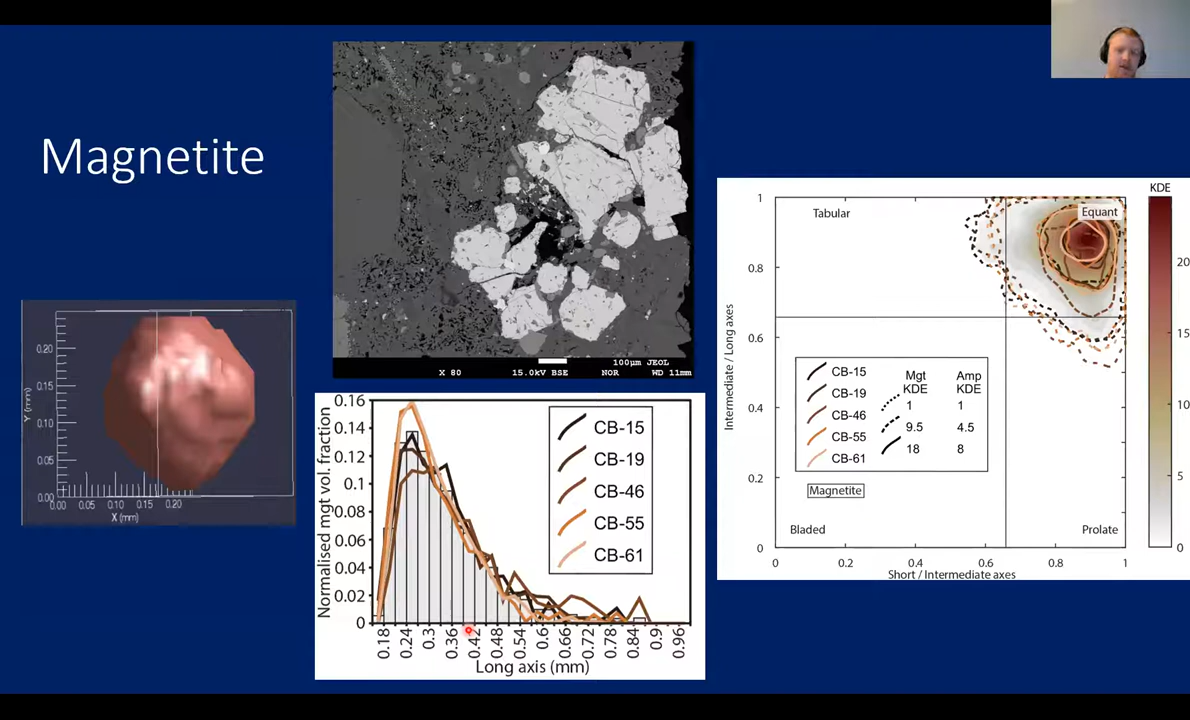 Magnetite
100µm JEOL
X 80 15.0kV BSE NOR WD 11mm
Y (mm)
0.20
0.15
0.10
0.05
0.00
0.00 0.05 0.10 0.15 0.20
X (mm)
Normalised mgt vol. fraction
0.16
0.14
0.12
0.1
0.08
0.06
0.04
0.02
0
CB-15
CB-19
CB-46
CB-55
CB-61
0.18 0.24 0.3 0.36 0.42 0.48 0.54 0.6 0.66 0.72 0.78 0.84 0.9 0.96
Long axis (mm)
KDE
Tabular
Equant
Intermediate / Long axes
1
0.8
0.6
0.4
0.2
0
CB-15
CB-19
CB-46
CB-55
CB-61
Mgt Amp
KDE KDE
1 1
9.5 4.5
18 8
Magnetite
Bladed
Prolate
0 0.2 0.4 0.6 0.8 1
Short / Intermediate axes
20
15
10
5
0